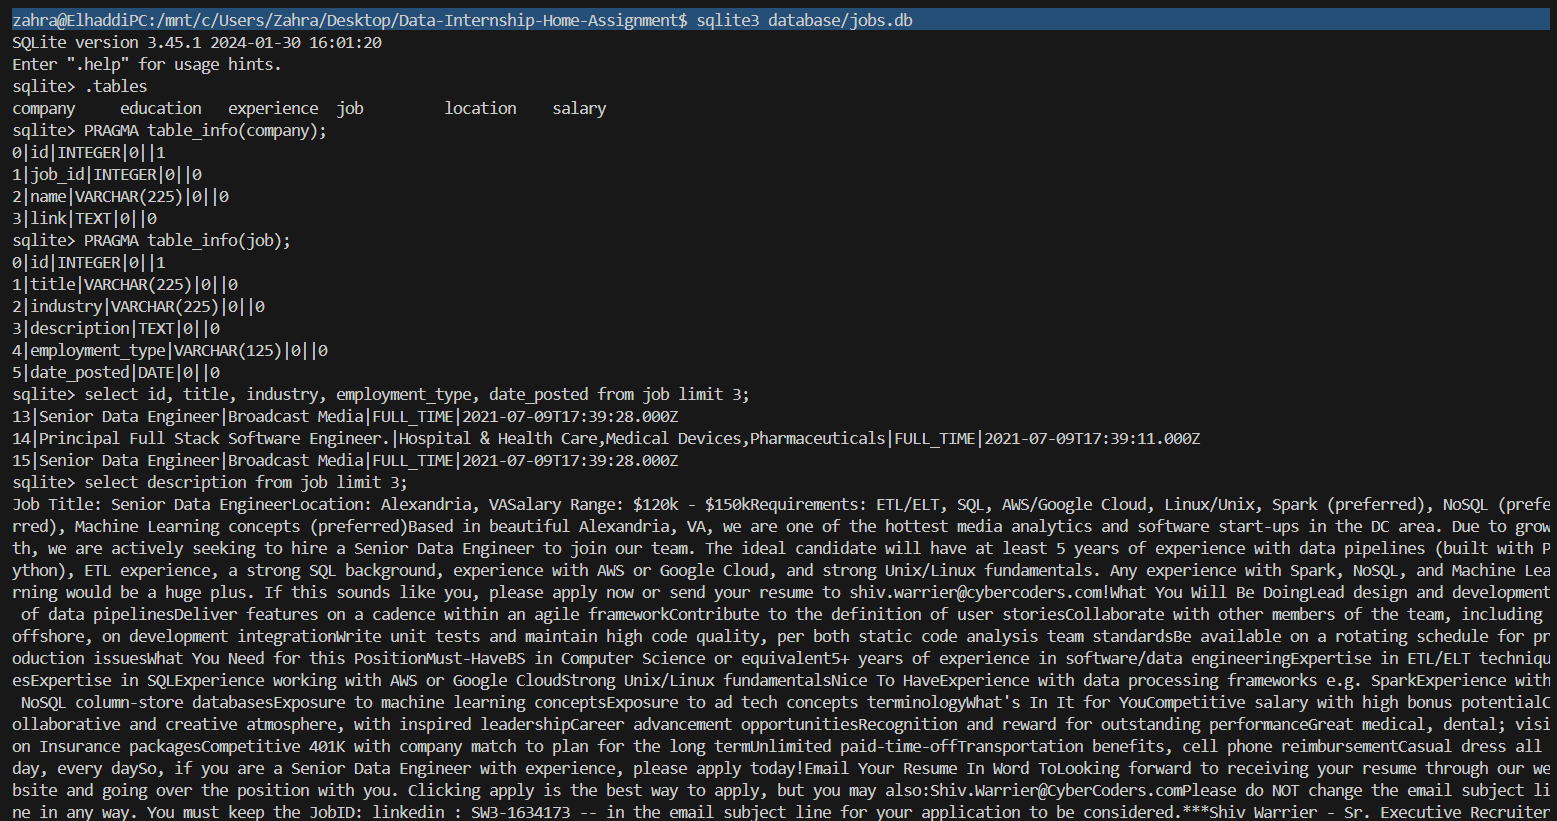 zahra@ElhaddiPC:/mnt/c/Users/Zahra/Desktop/Data-Internship-Home-Assignment$ sqlite3 database/jobs.db
SQLite version 3.45.1 2024-01-30 16:01:20
Enter ".help" for usage hints.
sqlite> .tables
company     education   experience  job         location    salary
sqlite> PRAGMA table_info(company);
0|id|INTEGER|0||1
1|job_id|INTEGER|0||0
2|name|VARCHAR(225)|0||0
3|link|TEXT|0||0
sqlite> PRAGMA table_info(job);
0|id|INTEGER|0||1
1|title|VARCHAR(225)|0||0
2|industry|VARCHAR(225)|0||0
3|description|TEXT|0||0
4|employment_type|VARCHAR(125)|0||0
5|date_posted|DATE|0||0
sqlite> select id, title, industry, employment_type, date_posted from job limit 3;
13|Senior Data Engineer|Broadcast Media|FULL_TIME|2021-07-09T17:39:28.000Z
14|Principal Full Stack Software Engineer.|Hospital & Health Care,Medical Devices,Pharmaceuticals|FULL_TIME|2021-07-09T17:39:11.000Z
15|Senior Data Engineer|Broadcast Media|FULL_TIME|2021-07-09T17:39:28.000Z
sqlite> select description from job limit 3;
Job Title: Senior Data EngineerLocation: Alexandria, VASalary Range: $120k - $150kRequirements: ETL/ELT, SQL, AWS/Google Cloud, Linux/Unix, Spark (preferred), NoSQL (prefe
rred), Machine Learning concepts (preferred)Based in beautiful Alexandria, VA, we are one of the hottest media analytics and software start-ups in the DC area. Due to grow
th, we are actively seeking to hire a Senior Data Engineer to join our team. The ideal candidate will have at least 5 years of experience with data pipelines (built with P
ython), ETL experience, a strong SQL background, experience with AWS or Google Cloud, and strong Unix/Linux fundamentals. Any experience with Spark, NoSQL, and Machine Lea
rning would be a huge plus. If this sounds like you, please apply now or send your resume to shiv.warrier@cybercoders.com!What You Will Be DoingLead design and development
 of data pipelinesDeliver features on a cadence within an agile frameworkContribute to the definition of user storiesCollaborate with other members of the team, including
offshore, on development integrationWrite unit tests and maintain high code quality, per both static code analysis team standardsBe available on a rotating schedule for pr
oduction issuesWhat You Need for this PositionMust-HaveBS in Computer Science or equivalent5+ years of experience in software/data engineeringExpertise in ETL/ELT techniqu
esExpertise in SQLExperience working with AWS or Google CloudStrong Unix/Linux fundamentalsNice To HaveExperience with data processing frameworks e.g. SparkExperience with
 NoSQL column-store databasesExposure to machine learning conceptsExposure to ad tech concepts terminologyWhat's In It for YouCompetitive salary with high bonus potentialC
ollaborative and creative atmosphere, with inspired leadershipCareer advancement opportunitiesRecognition and reward for outstanding performanceGreat medical, dental; visi
on Insurance packagesCompetitive 401K with company match to plan for the long termUnlimited paid-time-offTransportation benefits, cell phone reimbursementCasual dress all
day, every daySo, if you are a Senior Data Engineer with experience, please apply today!Email Your Resume In Word ToLooking forward to receiving your resume through our we
bsite and going over the position with you. Clicking apply is the best way to apply, but you may also:Shiv.Warrier@CyberCoders.comPlease do NOT change the email subject li
ne in any way. You must keep the JobID: linkedin : SW3-1634173 -- in the email subject line for your application to be considered.***Shiv Warrier - Sr. Executive Recruiter